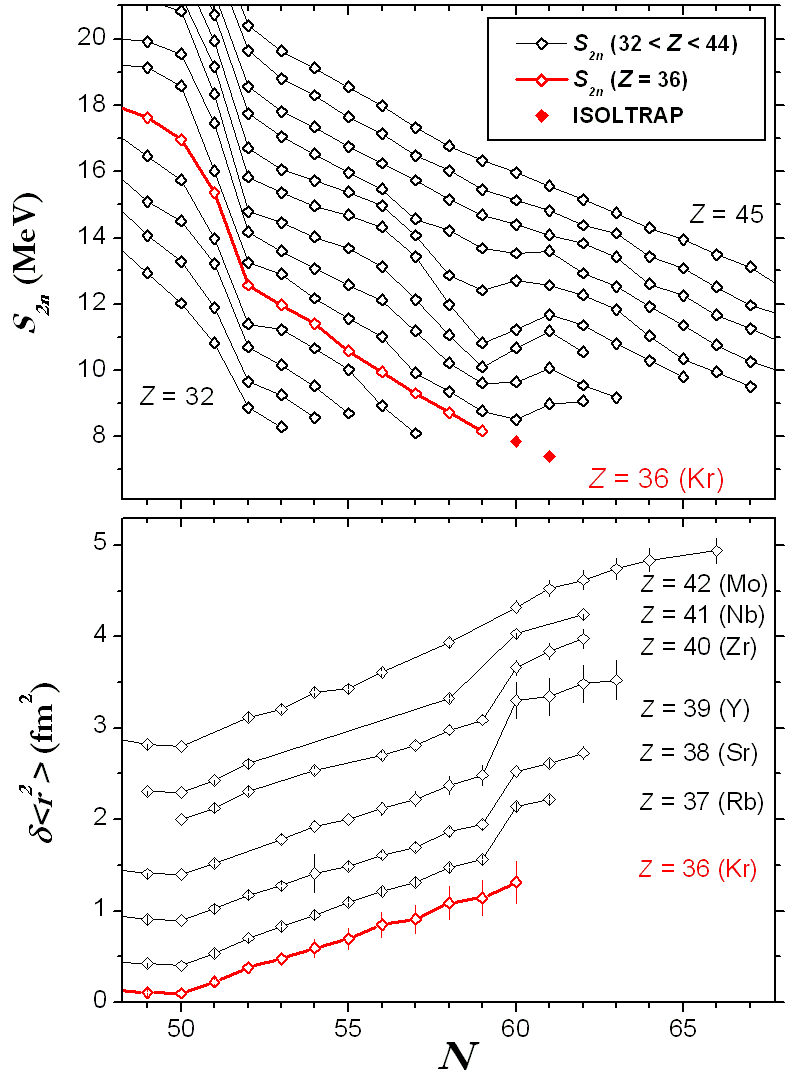 20
18
16
14
12
10
8
S2n (MeV)
S2n (32 < Z < 44)
S2n (Z = 36)
ISOLTRAP
Z = 45
Z = 32
Z = 36 (Kr)
5
4
3
2
1
0
δ<r²> (fm²)
Z = 42 (Mo)
Z = 41 (Nb)
Z = 40 (Zr)
Z = 39 (Y)
Z = 38 (Sr)
Z = 37 (Rb)
Z = 36 (Kr)
50 55 60 65
N